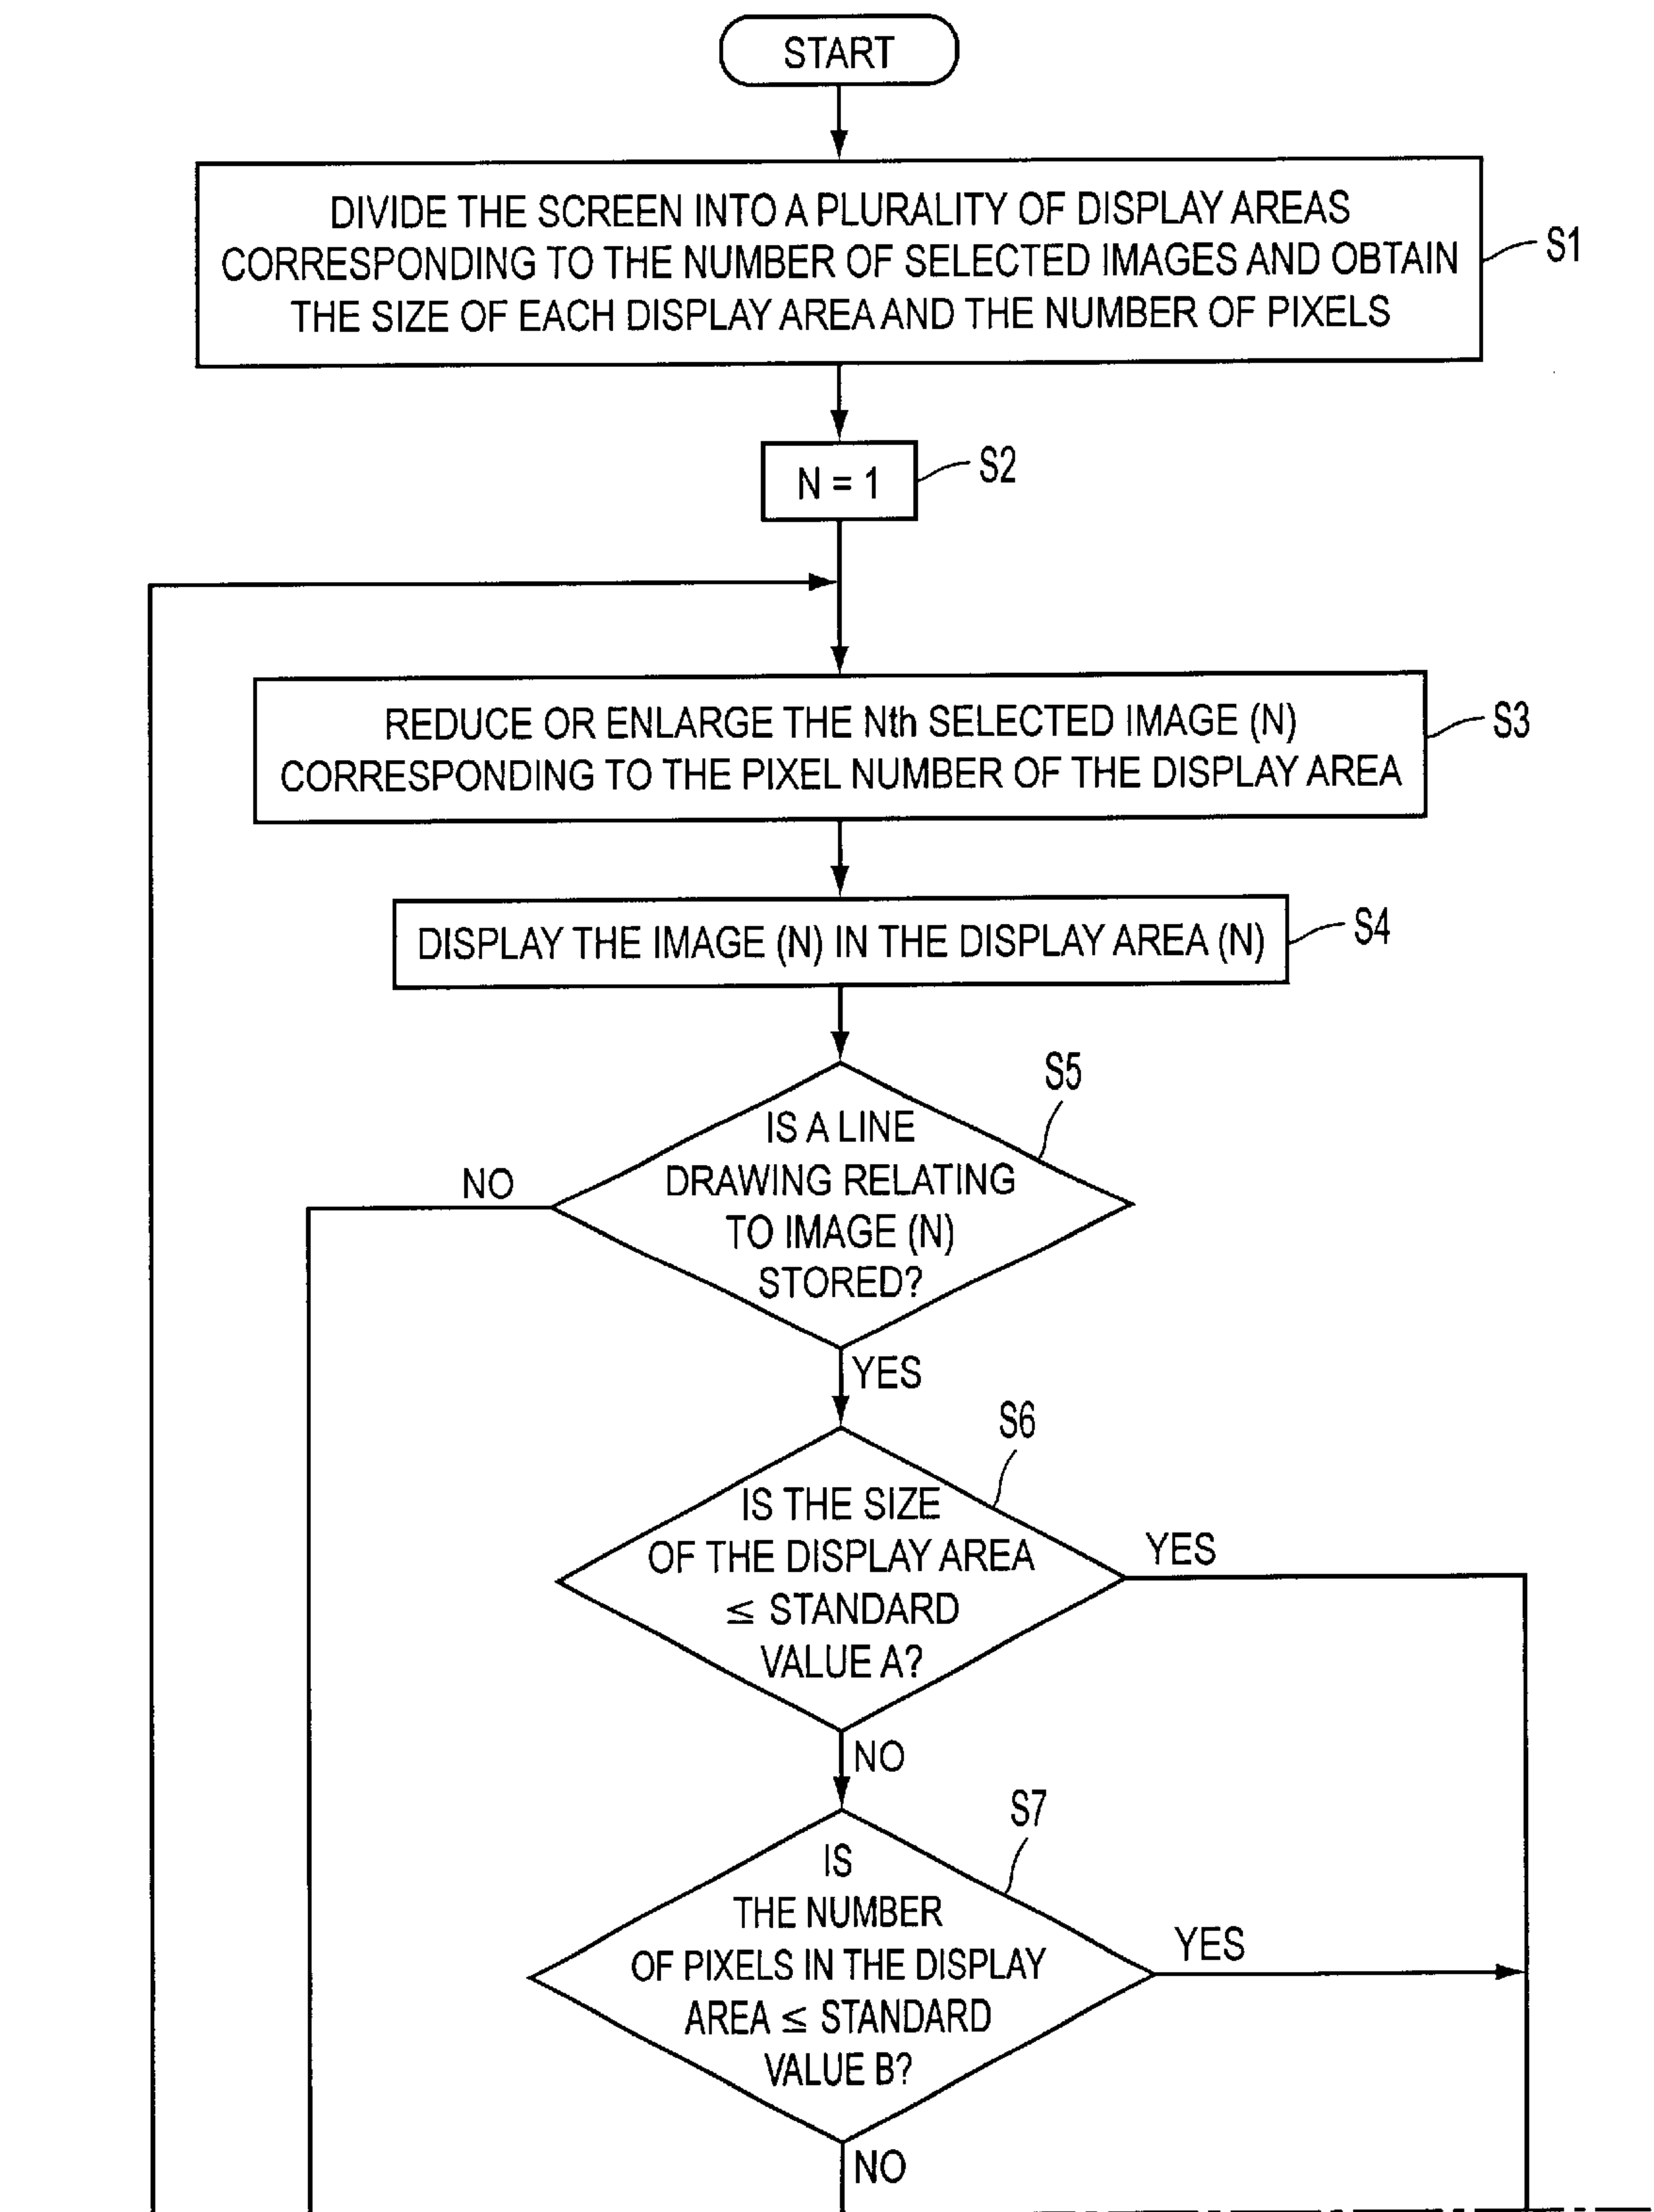 START
DIVIDE THE SCREEN INTO A PLURALITY OF DISPLAY AREAS
CORRESPONDING TO THE NUMBER OF SELECTED IMAGES AND OBTAIN
THE SIZE OF EACH DISPLAY AREA AND THE NUMBER OF PIXELS
S1
N = 1
S2
REDUCE OR ENLARGE THE Nth SELECTED IMAGE (N)
CORRESPONDING TO THE PIXEL NUMBER OF THE DISPLAY AREA
S3
DISPLAY THE IMAGE (N) IN THE DISPLAY AREA (N)
S4
S5
IS A LINE
DRAWING RELATING
TO IMAGE (N)
STORED?
NO
YES
S6
IS THE SIZE
OF THE DISPLAY AREA
≦ STANDARD
VALUE A?
YES
NO
S7
IS
THE NUMBER
OF PIXELS IN THE DISPLAY
AREA ≦ STANDARD
VALUE B?
YES
NO